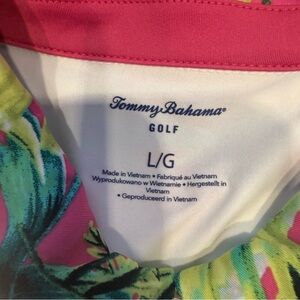 Tommy Bahama®
GOLF
L/G
Made in Vietnam • Fabriqué au Vietnam
Wyprodukowano w Wietnamie • Hergestellt in
Vietnam
• Geproduceerd in Vietnam